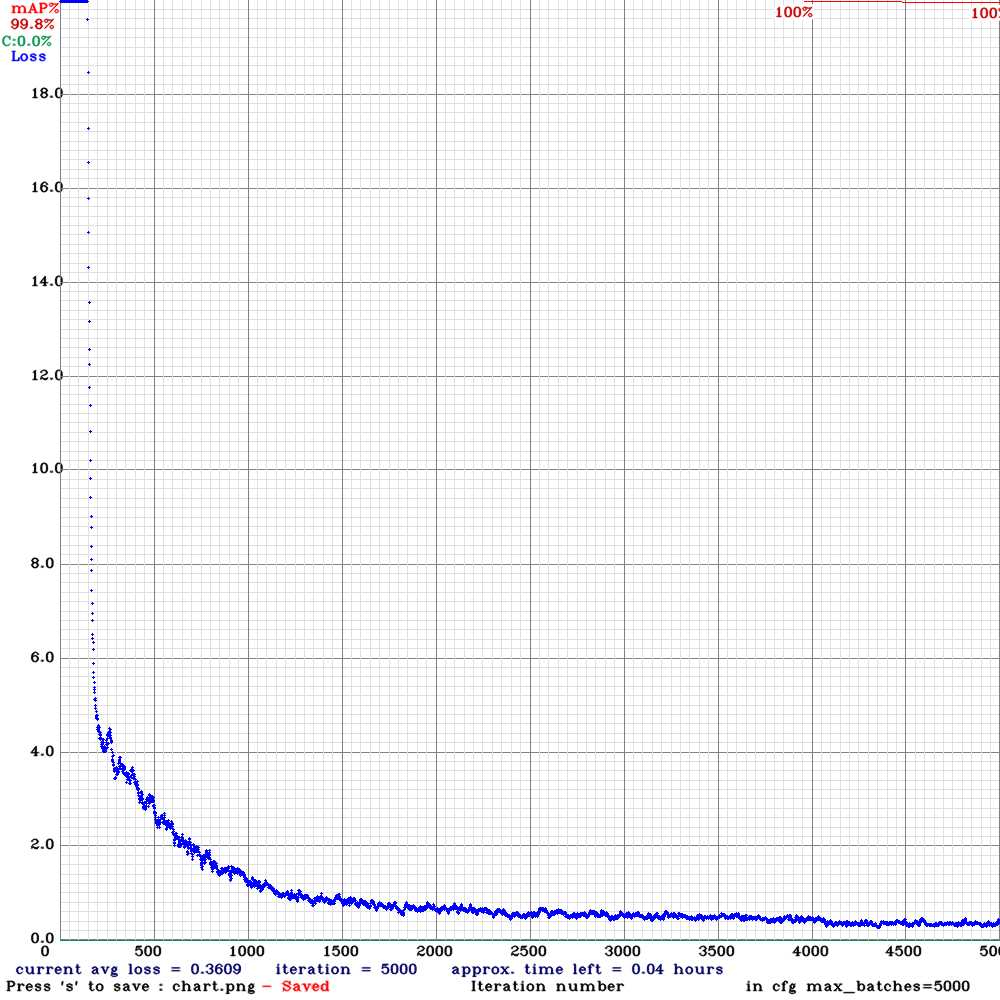 mAP%
100%
100%
99.8%
C:0.0%
Loss
18.0
16.0
14.0
12.0
10.0
8.0
6.0
4.0
2.0
0.0
0 500 1000 1500 2000 2500 3000 3500 4000 4500 500
current avg loss = 0.3609 iteration = 5000 approx. time left = 0.04 hours
Press 's' to save : chart.png - Saved Iteration number in cfg max_batches=5000